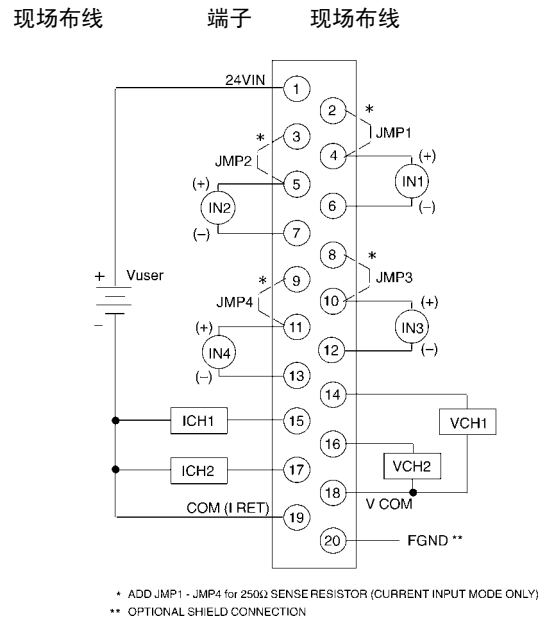 现场布线 端子 现场布线
24VIN 1
2 *
* 3
JMP1
JMP2 4 (+)
(+) 5 IN1
IN2 6 (–)
(–) 7
8 *
* 9 JMP3
JMP4 10 (+)
+ Vuser
–
(+) 11 IN3
IN4 12 (–)
(–) 13
14
ICH1 15 VCH1
16
ICH2 17 VCH2
18 V COM
COM (I RET) 19
20 FGND **
* ADD JMP1 - JMP4 for 250Ω SENSE RESISTOR (CURRENT INPUT MODE ONLY)
** OPTIONAL SHIELD CONNECTION